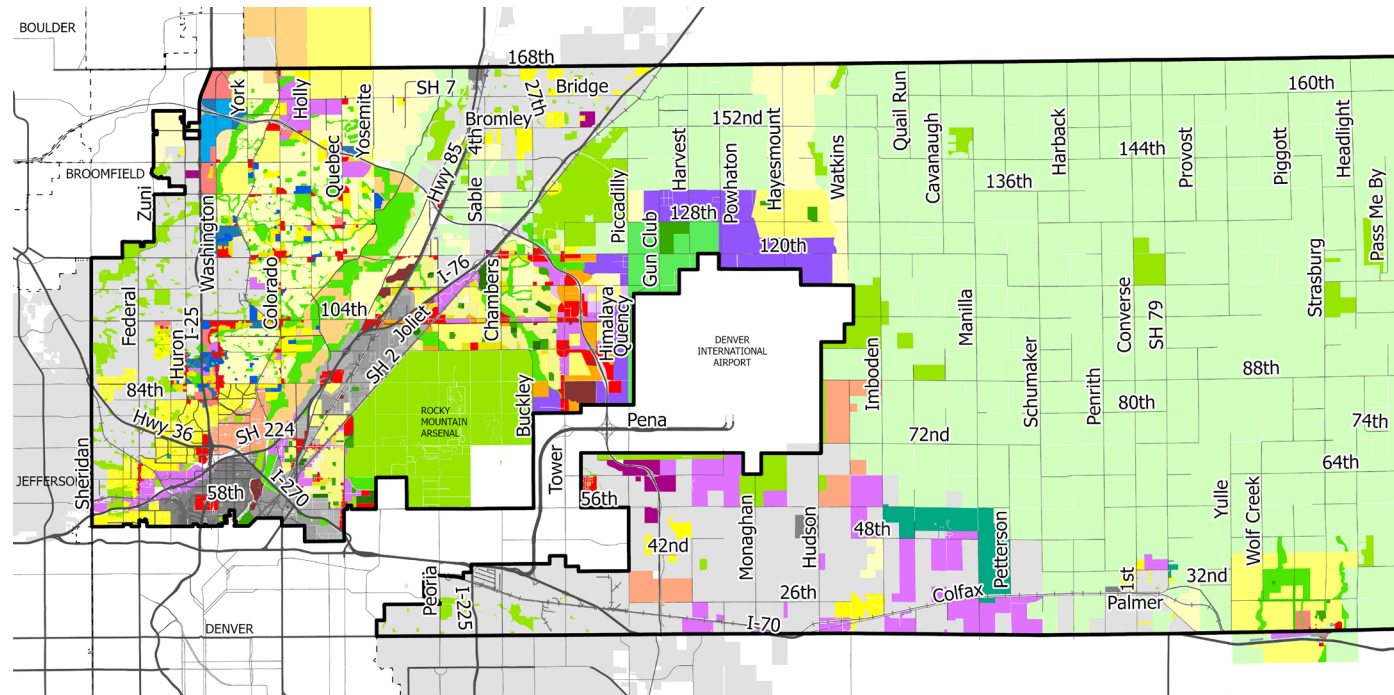 BOULDER
168th
SH 7
27th
Bridge
160th
York
Holly
Yosemite
Quebec
Bromley
4th
152nd
Harvest
Powhaton
Hayesmount
Watkins
Quail Run
Cavanaugh
Harback
144th
Provost
Piggott
Headlight
BROOMFIELD
Zuni
Hwy 85
Sable
Piccadilly
136th
Pass Me By
Washington
128th
Gun Club
120th
Federal
Huron
I-25
Colorado
104th
I-76
Joliet
SH 2
Chambers
Himalaya
Quency
DENVER
INTERNATIONAL
AIRPORT
Imboden
Manilla
Schumaker
Penrith
Converse
SH 79
Strasburg
88th
84th
Hwy 36
SH 224
ROCKY
MOUNTAIN
ARSENAL
Buckley
Pena
80th
72nd
74th
64th
Sheridan
JEFFERSON
58th
I-270
Tower
56th
42nd
Monaghan
Hudson
48th
Petterson
Yulle
Wolf Creek
Peoria
I-225
26th
Colfax
1st
32nd
Palmer
I-70
DENVER